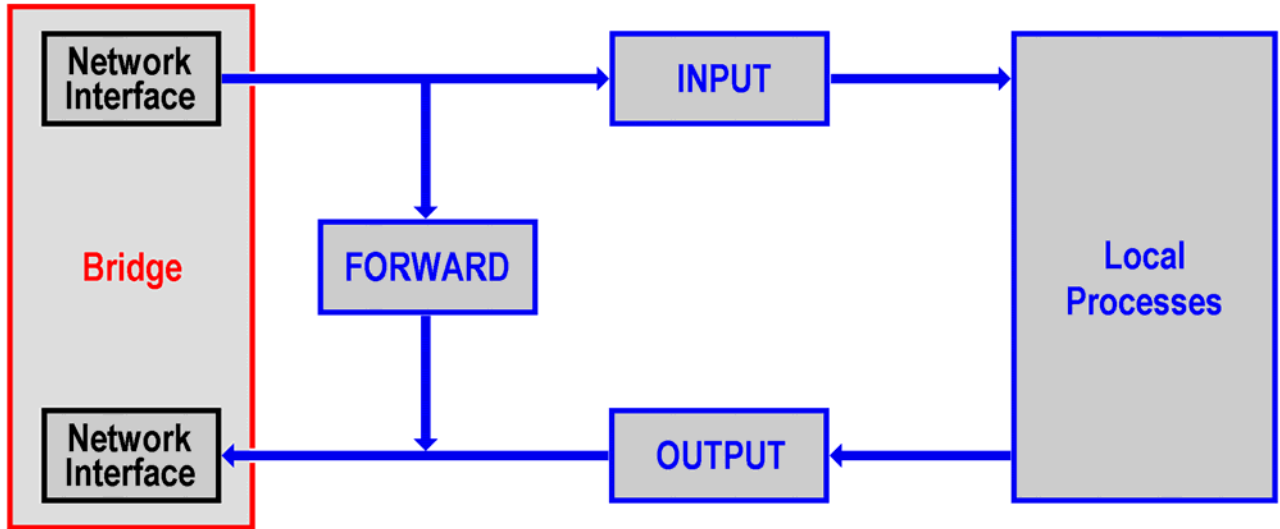 Network
Interface
INPUT
Bridge
FORWARD
Local
Processes
Network
Interface
OUTPUT